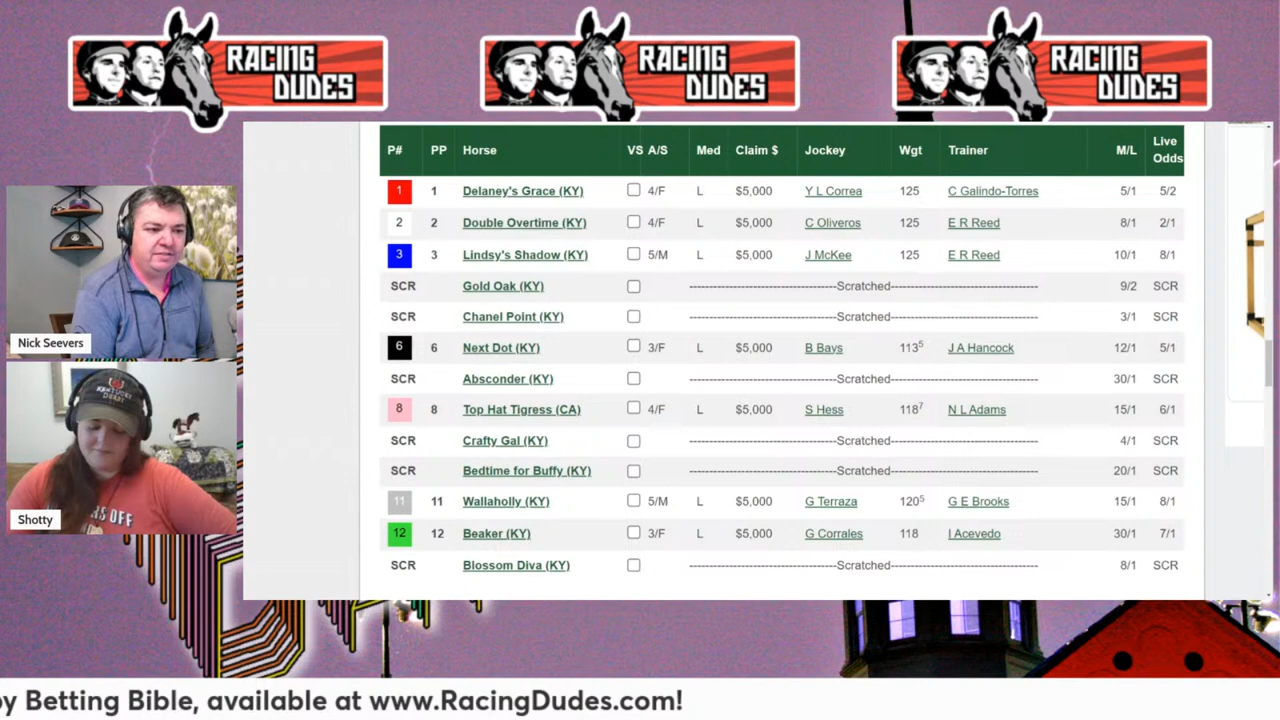 RACING DUDES
RACING DUDES
RACING DUDES
P# PP Horse VS A/S Med Claim $ Jockey Wgt Trainer M/L Live Odds
1 1 Delaney's Grace (KY) 4/F L $5,000 Y L Correa 125 C Galindo-Torres 5/1 5/2
2 2 Double Overtime (KY) 4/F L $5,000 C Oliveros 125 E R Reed 8/1 2/1
3 3 Lindsy's Shadow (KY) 5/M L $5,000 J McKee 125 E R Reed 10/1 8/1
SCR Gold Oak (KY) Scratched 9/2 SCR
SCR Chanel Point (KY) Scratched 3/1 SCR
6 6 Next Dot (KY) 3/F L $5,000 B Bays 113⁵ J A Hancock 12/1 5/1
SCR Absconder (KY) Scratched 30/1 SCR
8 8 Top Hat Tigress (CA) 4/F L $5,000 S Hess 118⁷ N L Adams 15/1 6/1
SCR Crafty Gal (KY) Scratched 4/1 SCR
SCR Bedtime for Buffy (KY) Scratched 20/1 SCR
11 11 Wallaholly (KY) 5/M L $5,000 G Terraza 120⁵ G E Brooks 15/1 8/1
12 12 Beaker (KY) 3/F L $5,000 G Corrales 118 I Acevedo 30/1 7/1
SCR Blossom Diva (KY) Scratched 8/1 SCR
Nick Seevers
KENTUCKY
DERBY
Shotty
by Betting Bible, available at www.RacingDudes.com!